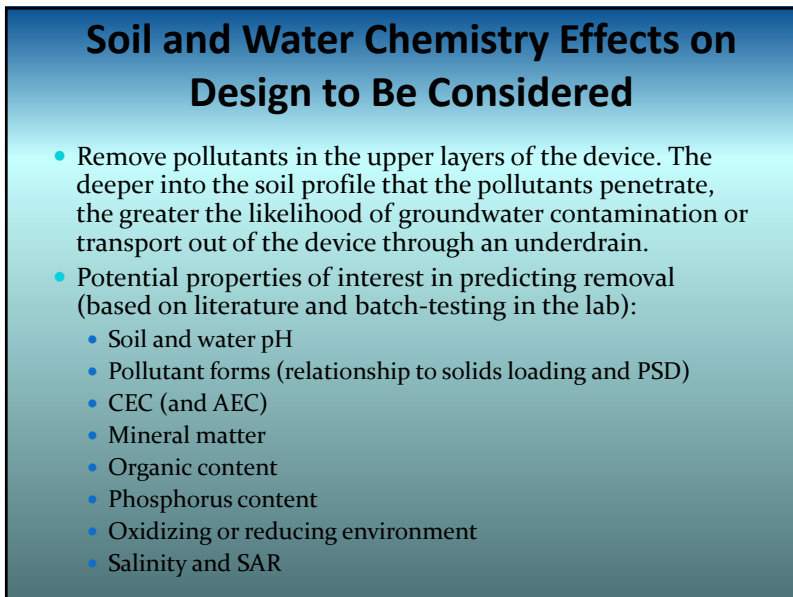 Soil and Water Chemistry Effects on
Design to Be Considered
• Remove pollutants in the upper layers of the device. The
deeper into the soil profile that the pollutants penetrate,
the greater the likelihood of groundwater contamination or
transport out of the device through an underdrain.
• Potential properties of interest in predicting removal
(based on literature and batch-testing in the lab):
• Soil and water pH
• Pollutant forms (relationship to solids loading and PSD)
• CEC (and AEC)
• Mineral matter
• Organic content
• Phosphorus content
• Oxidizing or reducing environment
• Salinity and SAR